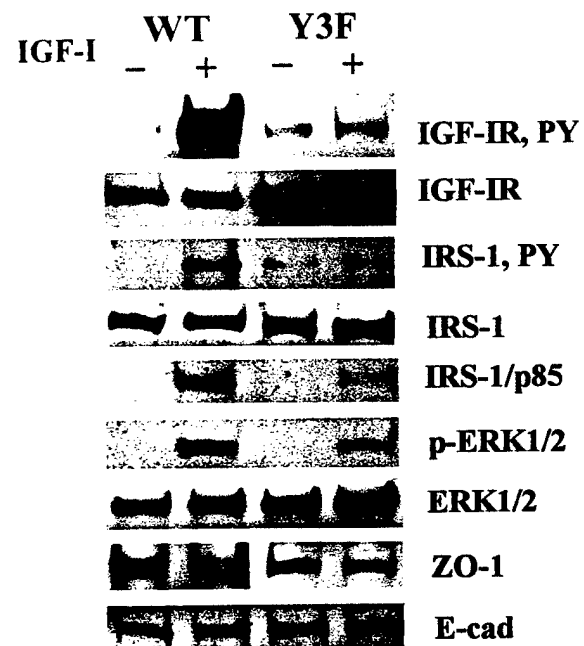 WT Y3F
IGF-I − + − +
IGF-IR, PY
IGF-IR
IRS-1, PY
IRS-1
IRS-1/p85
p-ERK1/2
ERK1/2
ZO-1
E-cad